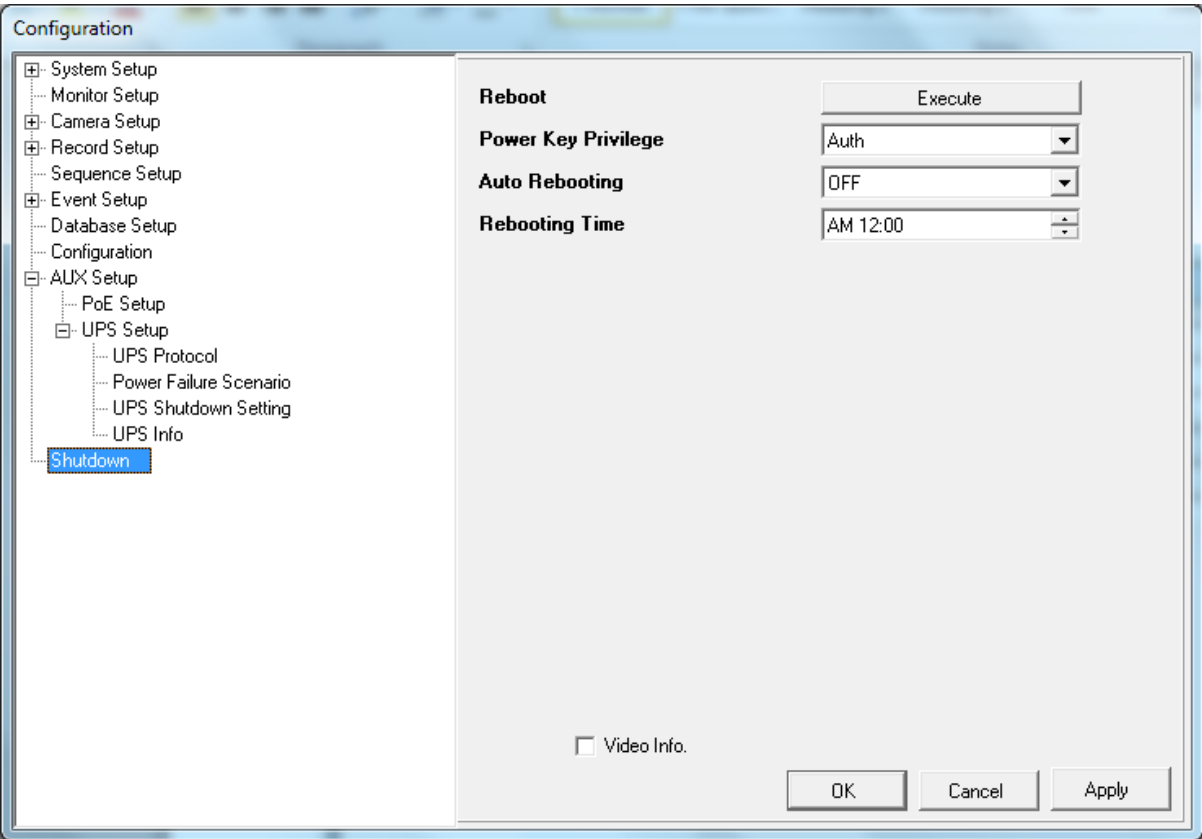 Configuration
System Setup
Monitor Setup
Camera Setup
Record Setup
Sequence Setup
Event Setup
Database Setup
Configuration
AUX Setup
PoE Setup
UPS Setup
UPS Protocol
Power Failure Scenario
UPS Shutdown Setting
UPS Info
Shutdown
Reboot Execute
Power Key Privilege Auth
Auto Rebooting OFF
Rebooting Time AM 12:00
Video Info.
OK Cancel Apply